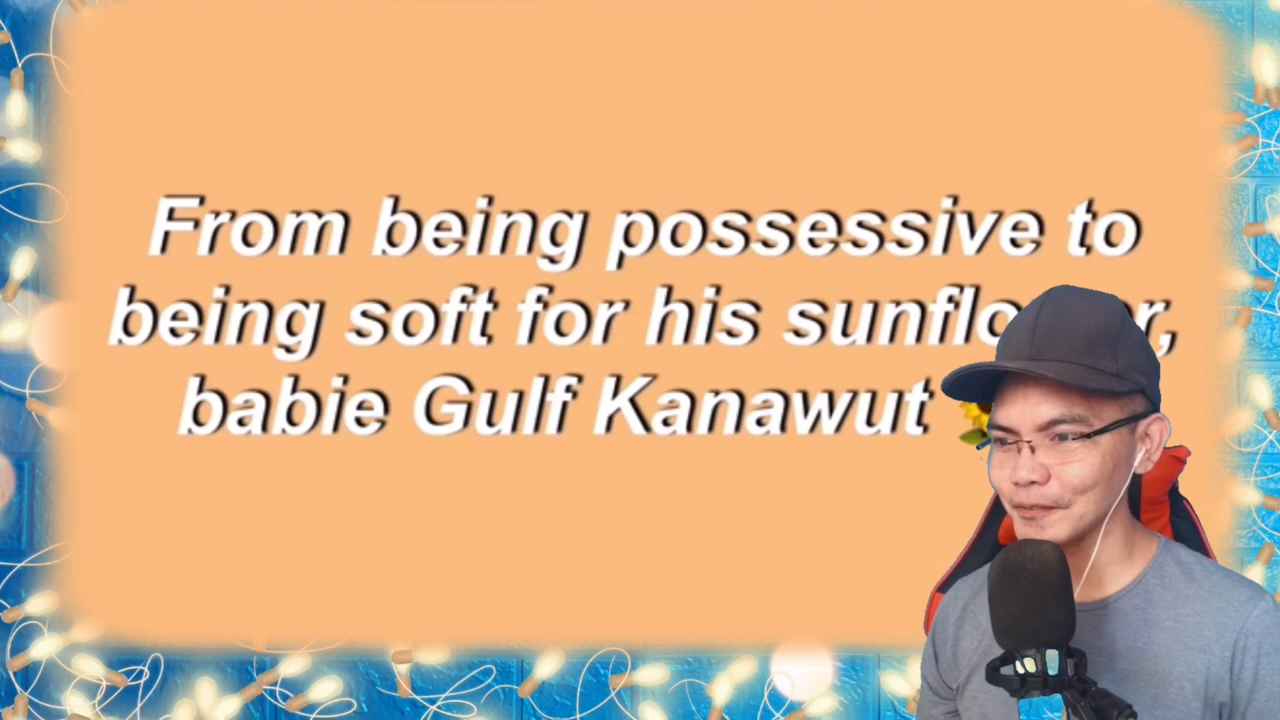 From being possessive to
being soft for his
babie Gulf Kanawut